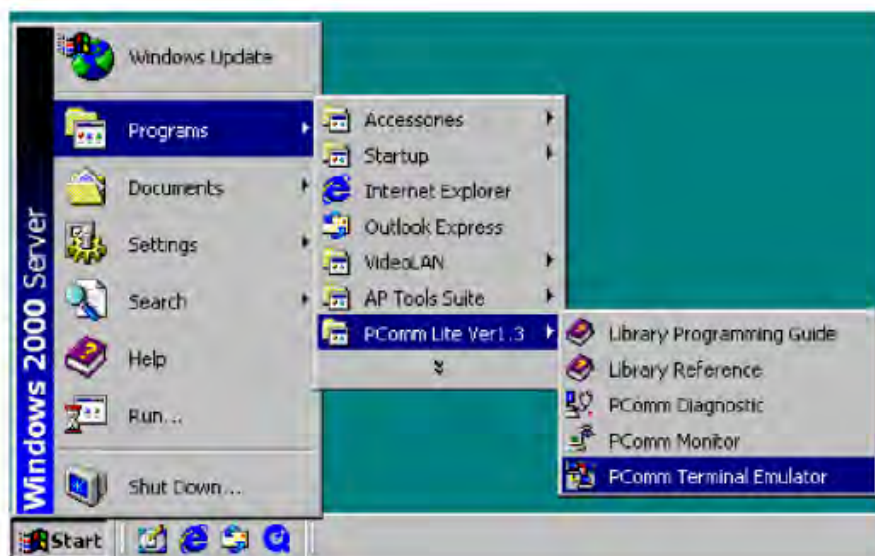 Windows 2000 Server
Windows Update
Programs
Documents
Settings
Search
Help
Run...
Shut Down...
Accessories
Startup
Internet Explorer
Outlook Express
VideoLAN
AP Tools Suite
PComm Lite Ver1.3
Library Programming Guide
Library Reference
PComm Diagnostic
PComm Monitor
PComm Terminal Emulator
Start